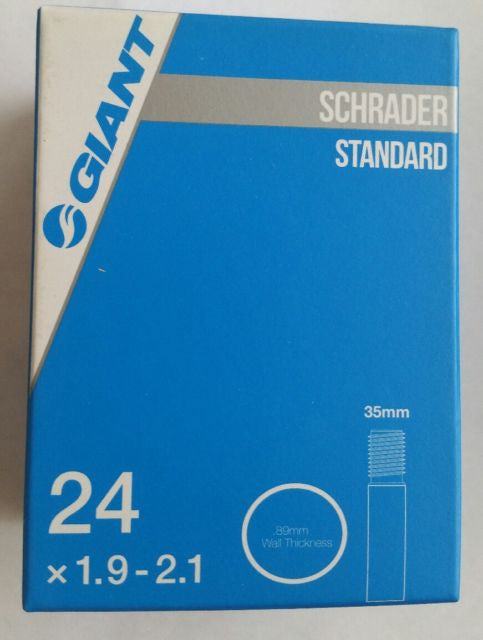 GIANT
SCHRADER
STANDARD
35mm
24
× 1.9 - 2.1
.89mm
Wall Thickness